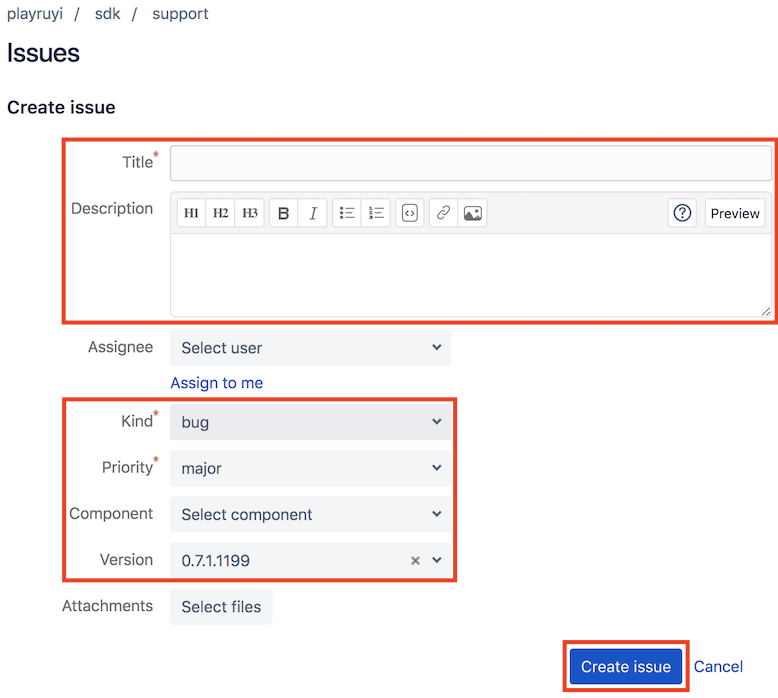 playruyi / sdk / support
Issues
Create issue
Title*
Description H1 H2 H3 B I Preview
Assignee Select user
Assign to me
Kind* bug
Priority* major
Component Select component
Version 0.7.1.1199
Attachments Select files
Create issue Cancel